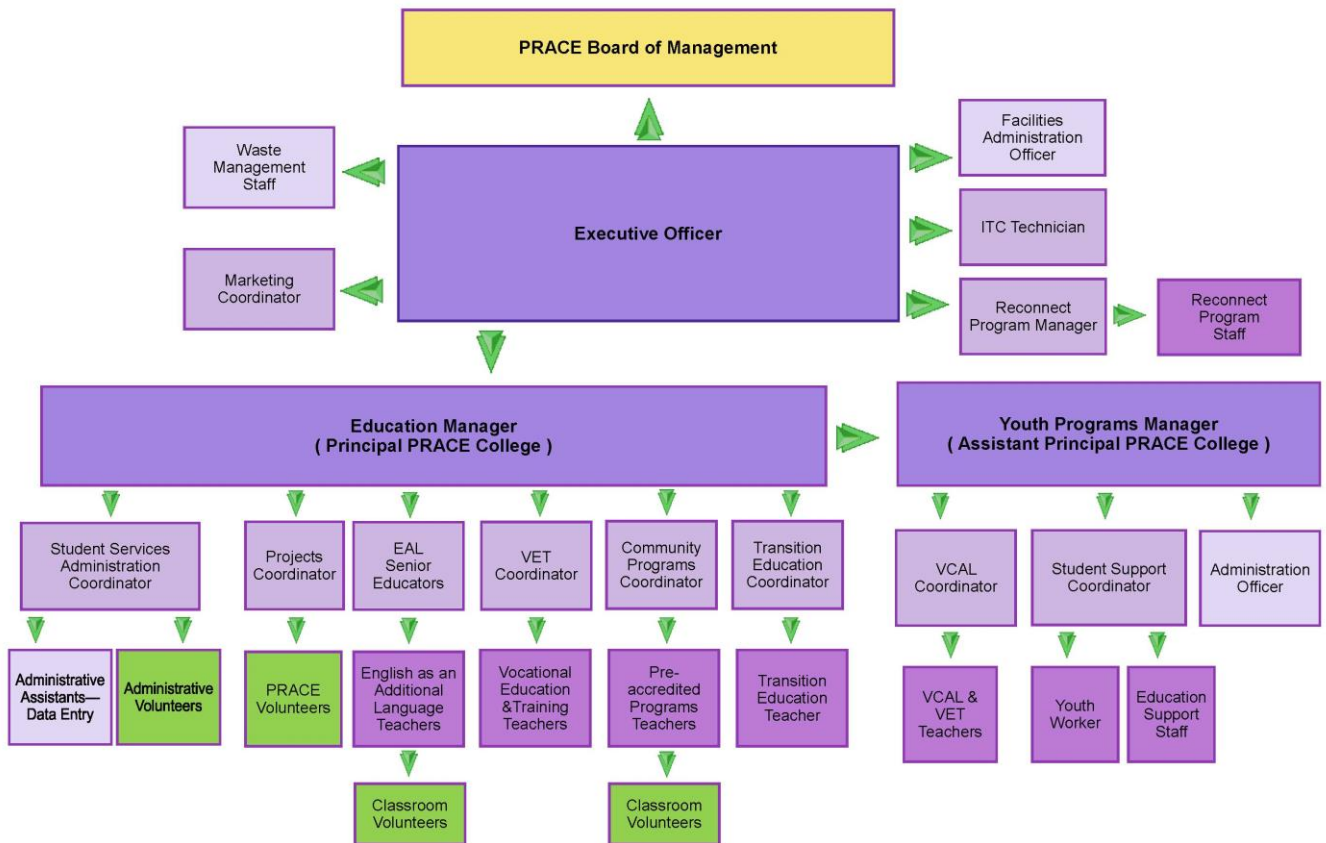 PRACE Board of Management
Waste
Management
Staff
Facilities
Administration
Officer
Executive Officer
ITC Technician
Marketing
Coordinator
Reconnect
Program Manager
Reconnect
Program
Staff
Education Manager
( Principal PRACE College )
Youth Programs Manager
( Assistant Principal PRACE College )
Student Services
Administration
Coordinator
Projects
Coordinator
EAL
Senior
Educators
VET
Coordinator
Community
Programs
Coordinator
Transition
Education
Coordinator
VCAL
Coordinator
Student Support
Coordinator
Administration
Officer
Administrative
Assistants—
Data Entry
Administrative
Volunteers
PRACE
Volunteers
English as an
Additional
Language
Teachers
Vocational
Education
&Training
Teachers
Pre-
accredited
Programs
Teachers
Transition
Education
Teacher
VCAL &
VET
Teachers
Youth
Worker
Education
Support
Staff
Classroom
Volunteers
Classroom
Volunteers